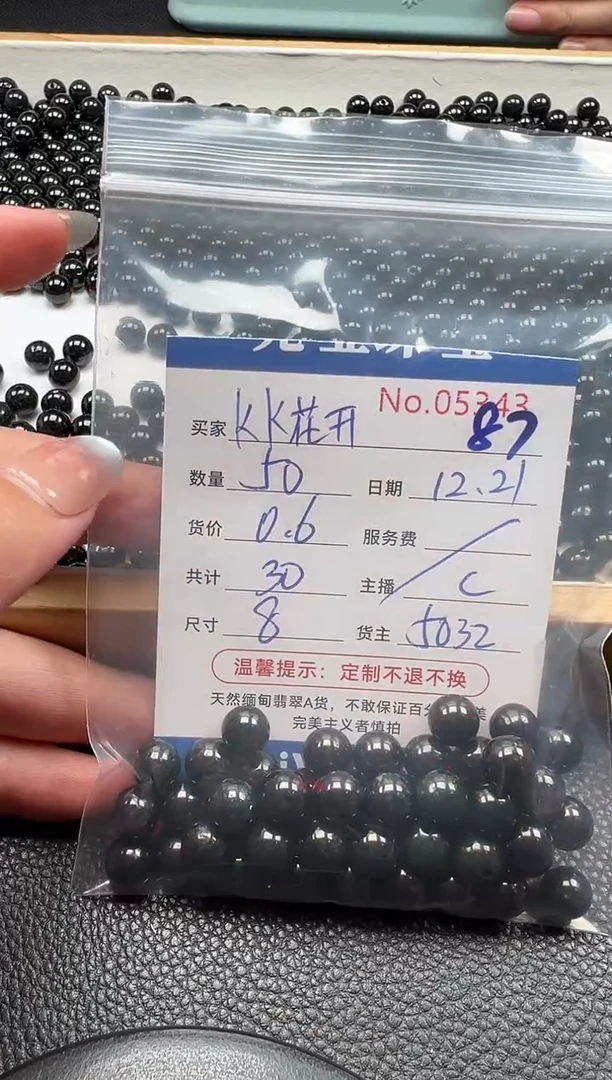 No.05343
买家 KK花开 87
数量 50 日期 12.21
货价 0.6 服务费 /
共计 30 主播 C
尺寸 8 货主 5032
温馨提示：定制不退不换
天然缅甸翡翠A货，不敢保证百分 美
完美主义者慎拍